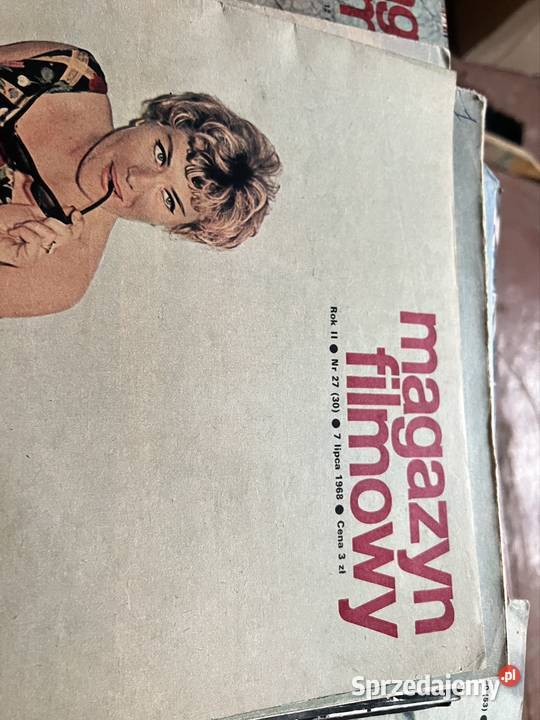 magazyn
filmowy
Rok II ● Nr 27 (30) ● 7 lipca 1968 ● Cena 3 zł
Sprzedajemy.pl